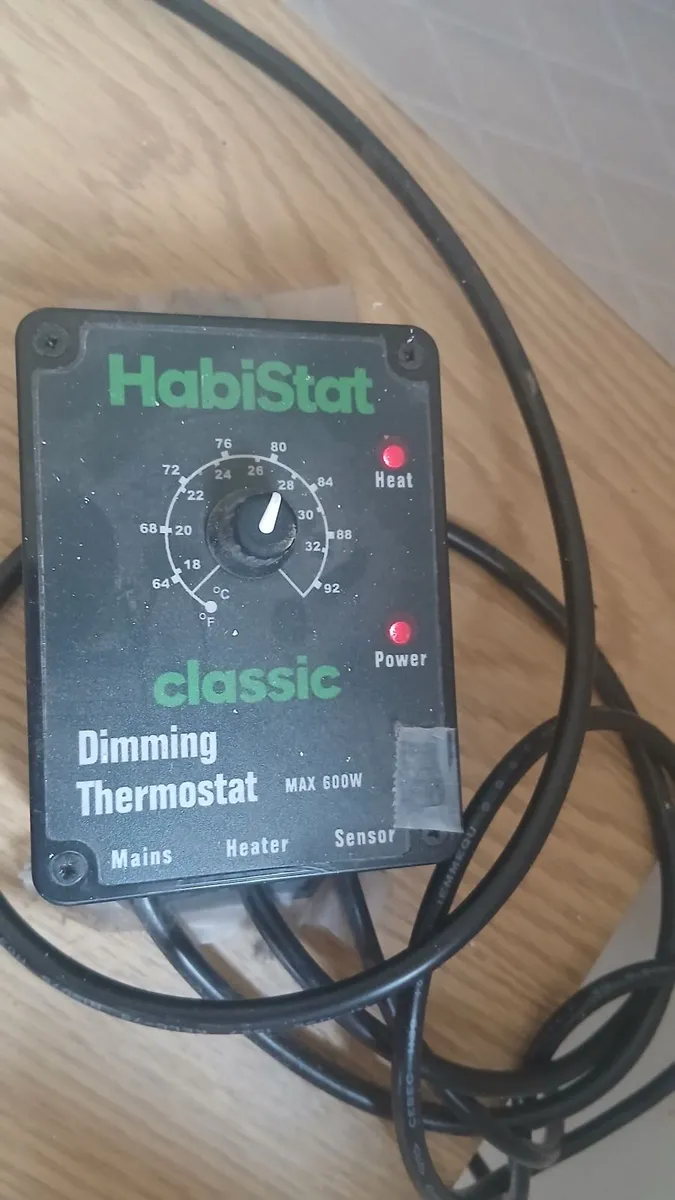 HabiStat
76
80
72
24
26
84
22
28
Heat
68
20
30
88
64
18
32
92
°C
°F
Power
classic
Dimming
Thermostat
MAX 600W
Mains
Heater
Sensor